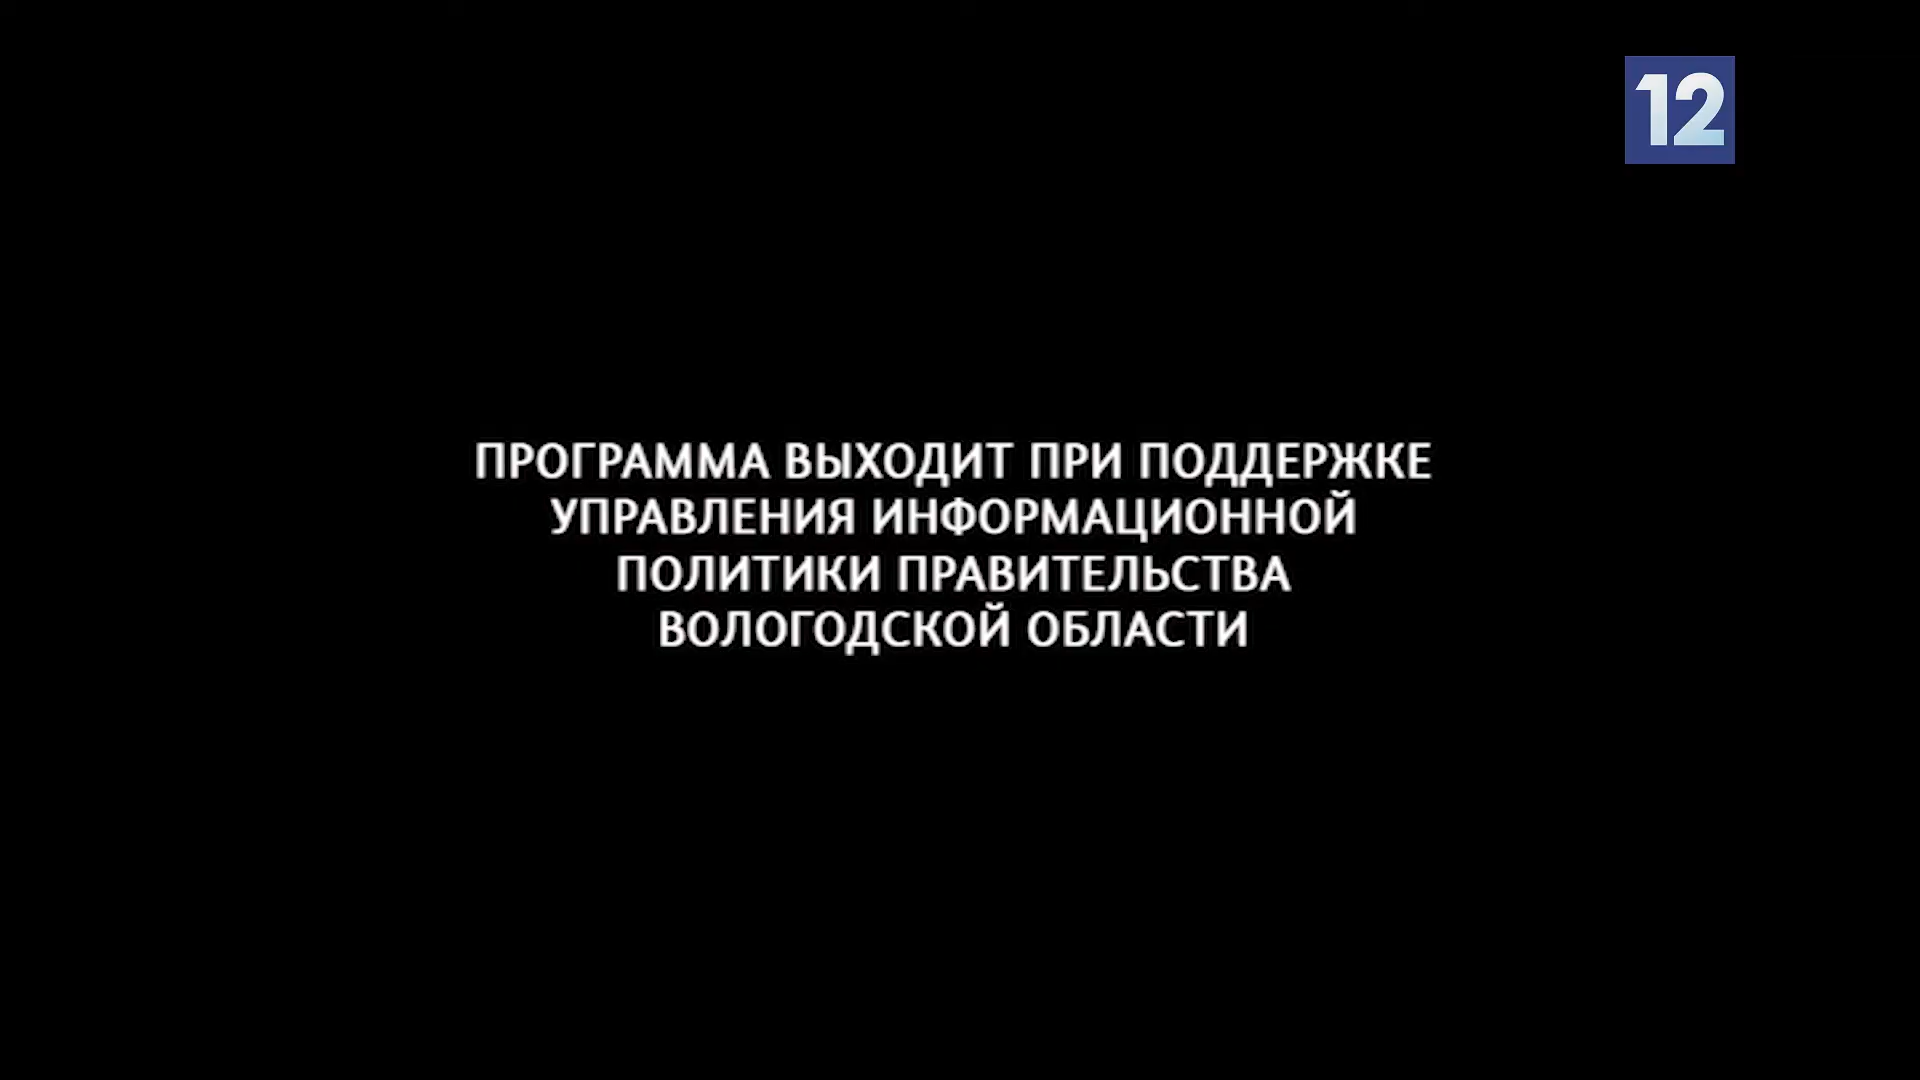 12
ПРОГРАММА ВЫХОДИТ ПРИ ПОДДЕРЖКЕ
УПРАВЛЕНИЯ ИНФОРМАЦИОННОЙ
ПОЛИТИКИ ПРАВИТЕЛЬСТВА
ВОЛОГОДСКОЙ ОБЛАСТИ